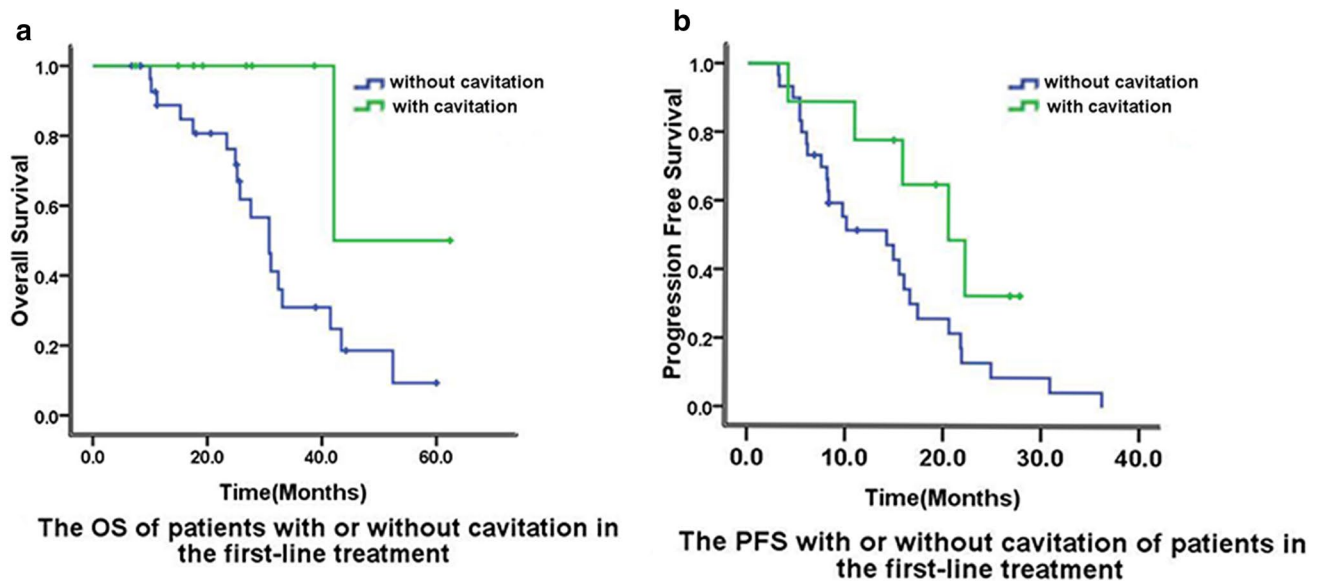 a
Overall Survival
1.0
0.8
0.6
0.4
0.2
0.0
without cavitation
with cavitation
0.0 20.0 40.0 60.0
Time(Months)
The OS of patients with or without cavitation in
the first-line treatment
b
Progression Free Survival
1.0
0.8
0.6
0.4
0.2
0.0
without cavitation
with cavitation
0.0 10.0 20.0 30.0 40.0
Time(Months)
The PFS with or without cavitation of patients in
the first-line treatment